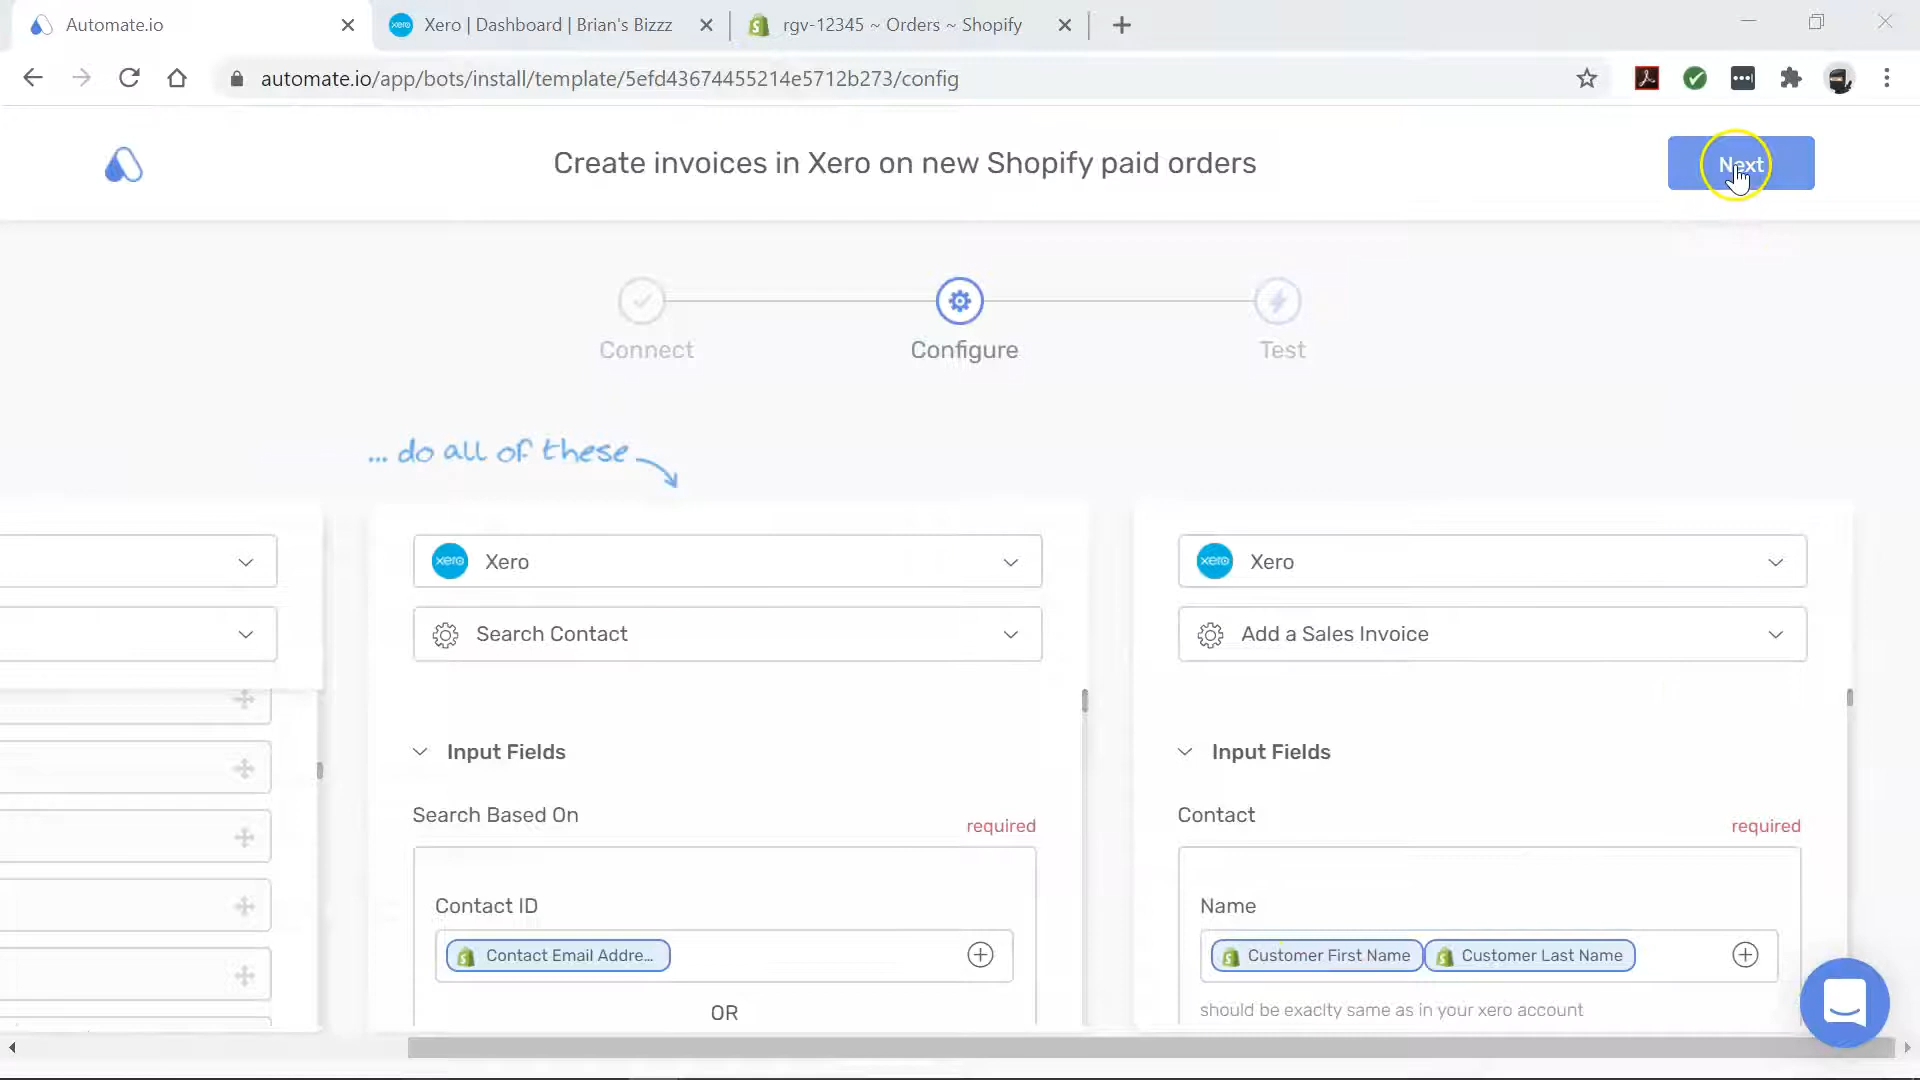 Automate.io
xero
Xero | Dashboard | Brian's Bizzz
rgv-12345 ~ Orders ~ Shopify
automate.io/app/bots/install/template/5efd43674455214e5712b273/config
Create invoices in Xero on new Shopify paid orders
Next
Connect
Configure
Test
... do all of these
xero
Xero
xero
Xero
Search Contact
Add a Sales Invoice
Input Fields
Input Fields
Search Based On
required
Contact
required
Contact ID
Name
Contact Email Addre...
Customer First Name
Customer Last Name
OR
should be exaclty same as in your xero account